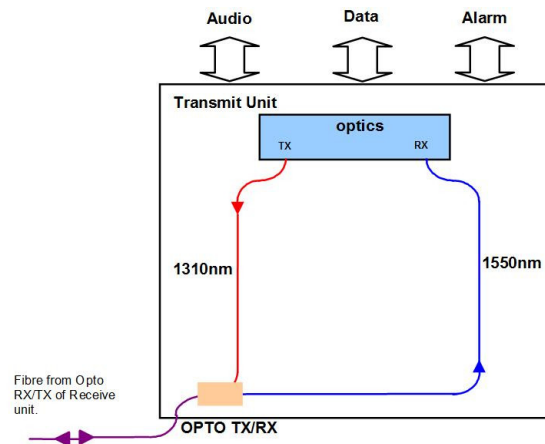 Audio
Data
Alarm
Transmit Unit
optics
TX
RX
1310nm
1550nm
Fibre from Opto
RX/TX of Receive
unit.
OPTO TX/RX